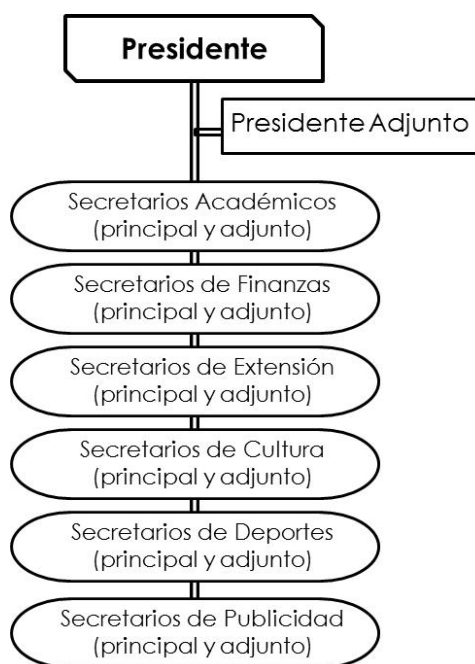 Presidente
Presidente Adjunto
Secretarios Académicos
(principal y adjunto)
Secretarios de Finanzas
(principal y adjunto)
Secretarios de Extensión
(principal y adjunto)
Secretarios de Cultura
(principal y adjunto)
Secretarios de Deportes
(principal y adjunto)
Secretarios de Publicidad
(principal y adjunto)